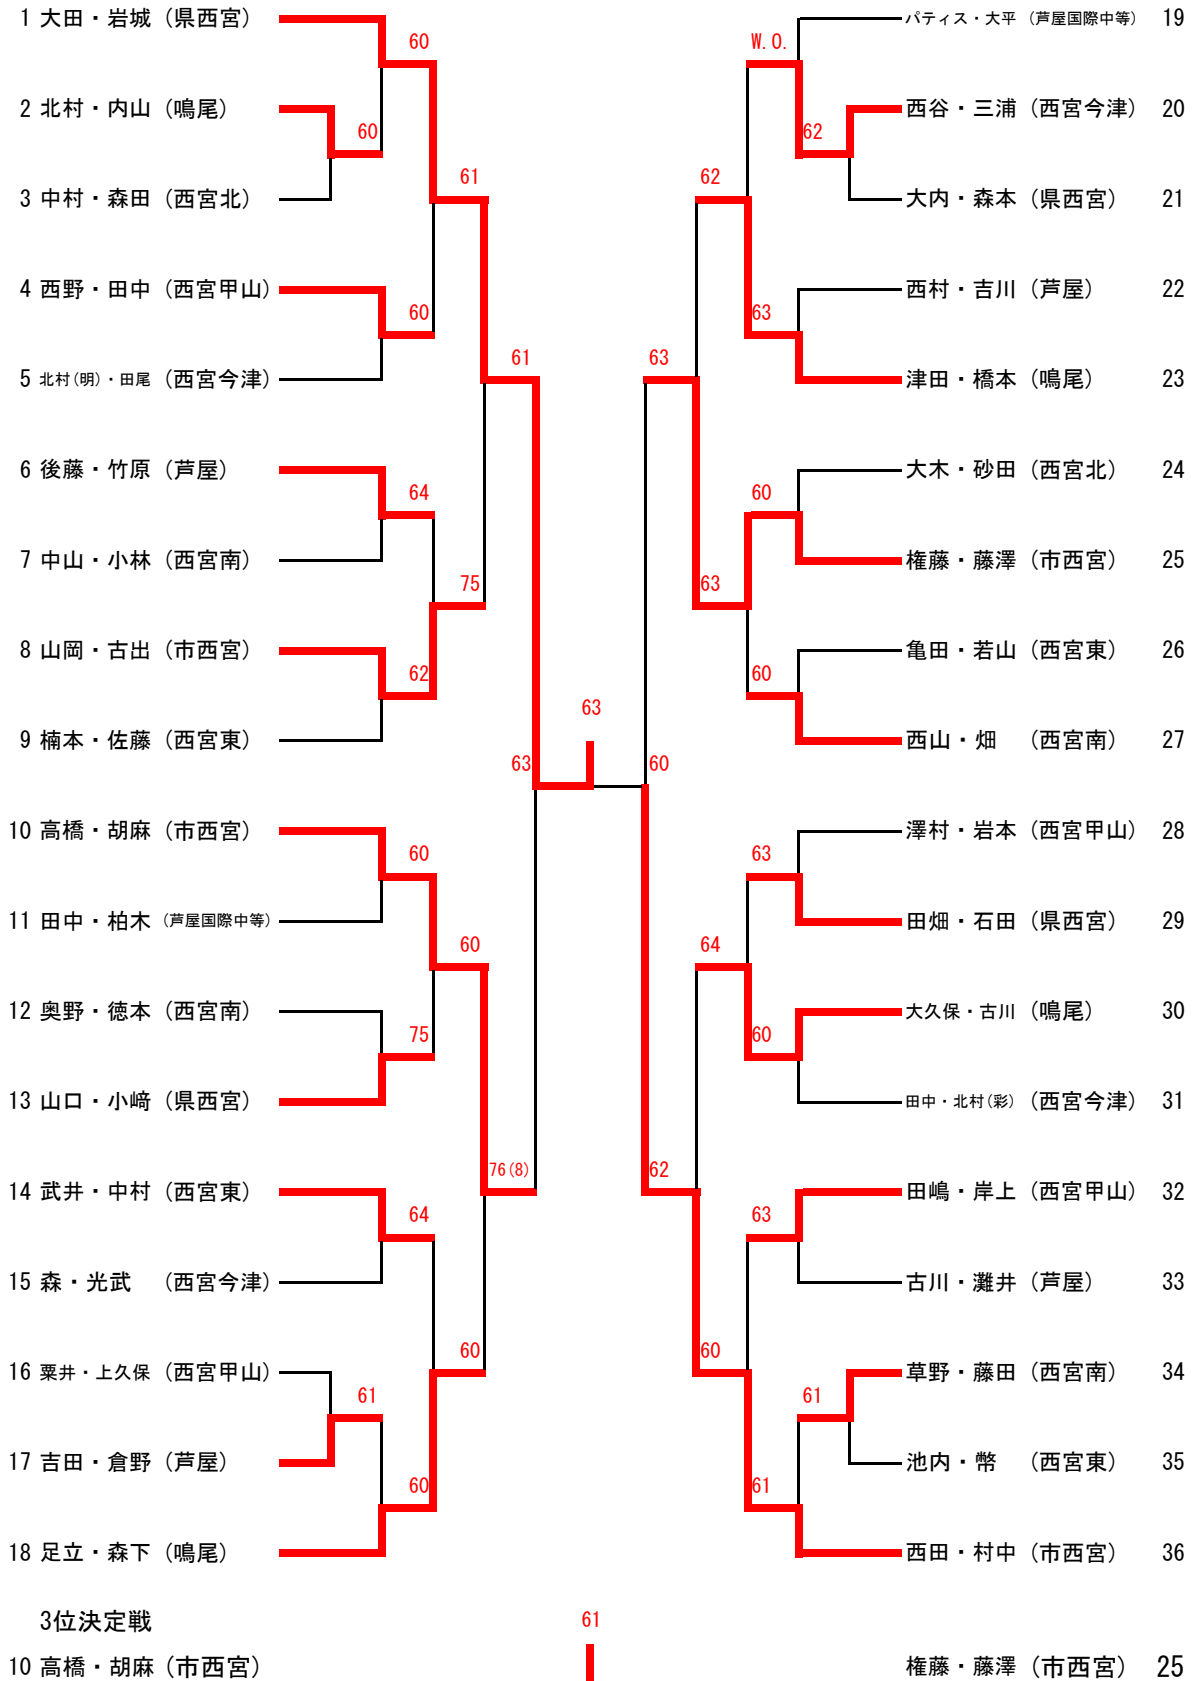 1 大田・岩城 (県西宮)
60
2 北村・内山 (鳴尾)
60
3 中村・森田 (西宮北)
61
4 西野・田中 (西宮甲山)
60
5 北村(明)・田尾 (西宮今津)
61
6 後藤・竹原 (芦屋)
64
7 中山・小林 (西宮南)
75
8 山岡・古出 (市西宮)
62
9 楠本・佐藤 (西宮東)
63
10 高橋・胡麻 (市西宮)
60
11 田中・柏木 (芦屋国際中等)
60
12 奥野・徳本 (西宮南)
75
13 山口・小﨑 (県西宮)
76(8)
14 武井・中村 (西宮東)
64
15 森・光武 (西宮今津)
60
16 粟井・上久保 (西宮甲山)
61
17 吉田・倉野 (芦屋)
60
18 足立・森下 (鳴尾)
63
パティス・大平 (芦屋国際中等) 19
W.O.
西谷・三浦 (西宮今津) 20
62
大内・森本 (県西宮) 21
62
西村・吉川 (芦屋) 22
63
津田・橋本 (鳴尾) 23
63
大木・砂田 (西宮北) 24
60
権藤・藤澤 (市西宮) 25
63
亀田・若山 (西宮東) 26
60
西山・畑 (西宮南) 27
60
澤村・岩本 (西宮甲山) 28
63
田畑・石田 (県西宮) 29
64
大久保・古川 (鳴尾) 30
60
田中・北村(彩) (西宮今津) 31
62
田嶋・岸上 (西宮甲山) 32
63
古川・灘井 (芦屋) 33
60
草野・藤田 (西宮南) 34
61
池内・幣 (西宮東) 35
61
西田・村中 (市西宮) 36
3位決定戦
61
10 高橋・胡麻 (市西宮)
権藤・藤澤 (市西宮) 25